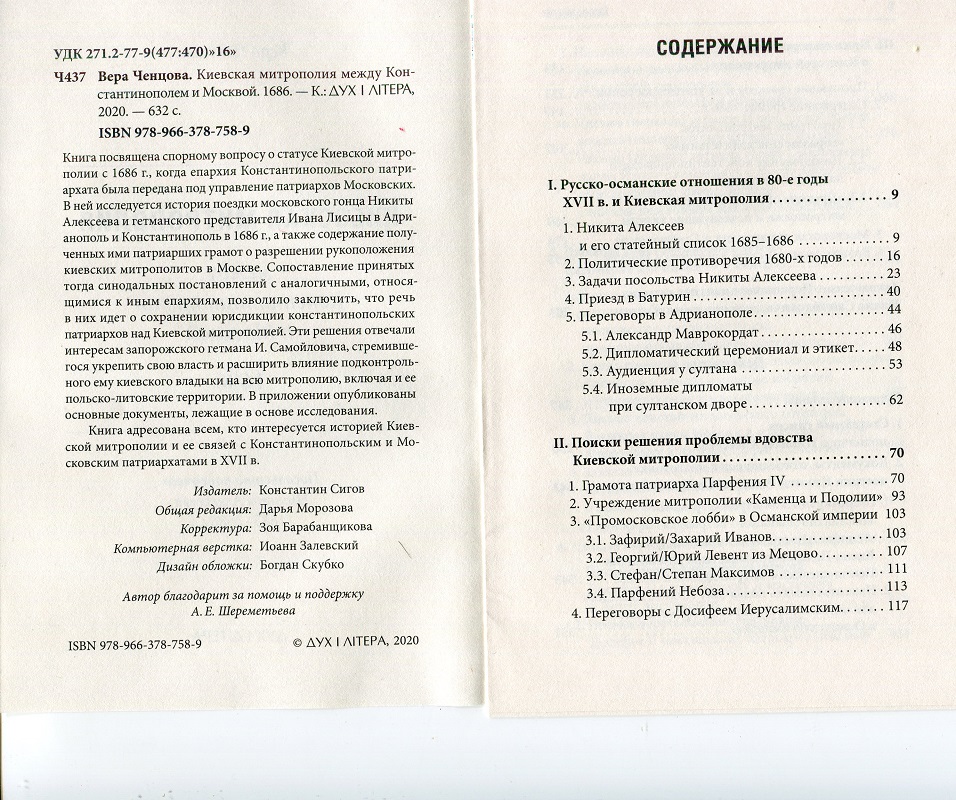 УДК 271.2-77-9(477:470)»16»
Ч437 Вера Ченцова. Киевская митрополия между Кон-
стантинополем и Москвой. 1686. — К.: ДУХ І ЛІТЕРА,
2020. — 632 с.
ISBN 978-966-378-758-9
Книга посвящена спорному вопросу о статусе Киевской митро-
полии с 1686 г., когда епархия Константинопольского патри-
архата была передана под управление патриархов Московских.
В ней исследуется история поездки московского гонца Никиты
Алексеева и гетманского представителя Ивана Лисицы в Адри-
анополь и Константинополь в 1686 г., а также содержание полу-
ченных ими патриарших грамот о разрешении рукоположения
киевских митрополитов в Москве. Сопоставление принятых
тогда синодальных постановлений с аналогичными, относя-
щимися к иным епархиям, позволило заключить, что речь
в них идет о сохранении юрисдикции константинопольских
патриархов над Киевской митрополией. Эти решения отвечали
интересам запорожского гетмана И. Самойловича, стремивше-
гося укрепить свою власть и расширить влияние подконтроль-
ного ему киевского владыки на всю митрополию, включая и ее
польско-литовские территории. В приложении опубликованы
основные документы, лежащие в основе исследования.
Книга адресована всем, кто интересуется историей Киев-
ской митрополии и ее связей с Константинопольским и Мо-
сковским патриархатами в XVII в.
Издатель: Константин Сигов
Общая редакция: Дарья Морозова
Корректура: Зоя Барабанщикова
Компьютерная верстка: Иоанн Залевский
Дизайн обложки: Богдан Скубко
Автор благодарит за помощь и поддержку
А. Е. Шереметьева
ISBN 978-966-378-758-9 © ДУХ І ЛІТЕРА, 2020
СОДЕРЖАНИЕ
I. Русско-османские отношения в 80-е годы
XVII в. и Киевская митрополия ................. 9
1. Никита Алексеев
и его статейный список 1685–1686 .............. 9
2. Политические противоречия 1680-х годов ....... 16
3. Задачи посольства Никиты Алексеева ........... 23
4. Приезд в Батурин ............................. 40
5. Переговоры в Адрианополе ..................... 44
5.1. Александр Маврокордат .................... 46
5.2. Дипломатический церемониал и этикет ..... 48
5.3. Аудиенция у султана ...................... 53
5.4. Иноземные дипломаты
при султанском дворе .................... 62
II. Поиски решения проблемы вдовства
Киевской митрополии ........................ 70
1. Грамота патриарха Парфения IV ................ 70
2. Учреждение митрополии «Каменца и Подолии» 93
3. «Промосковское лобби» в Османской империи 103
3.1. Зафирий/Захарий Иванов .................. 103
3.2. Георгий/Юрий Левент из Мецово ........... 107
3.3. Стефан/Степан Максимов .................. 111
3.4. Парфений Небоза ......................... 113
4. Переговоры с Досифеем Иерусалимским ........ 117